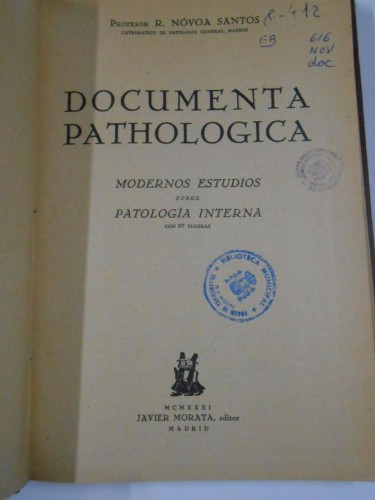 PROFESOR R. NÓVOA SANTOS
CATEDRÁTICO DE PATOLOGÍA GENERAL, MADRID
R-412
FB
616
NOV
doc
DOCUMENTA
PATHOLOGICA
MODERNOS ESTUDIOS
SOBRE
PATOLOGÍA INTERNA
CON 57 FIGURAS
BIBLIOTECA MUNICIPAL
MCMXXXI
JAVIER MORATA, editor
MADRID